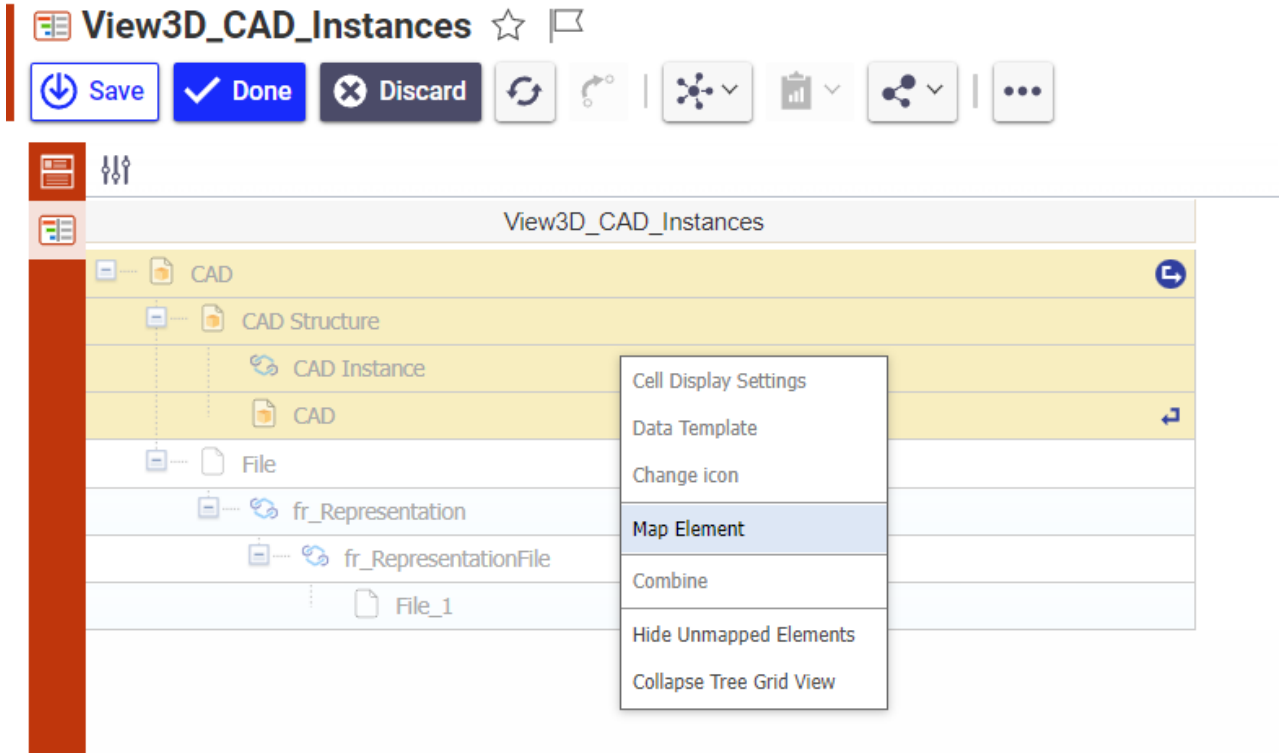 View3D_CAD_Instances
Save Done Discard
View3D_CAD_Instances
CAD
CAD Structure
CAD Instance
CAD
File
fr_Representation
fr_RepresentationFile
File_1
Cell Display Settings
Data Template
Change icon
Map Element
Combine
Hide Unmapped Elements
Collapse Tree Grid View